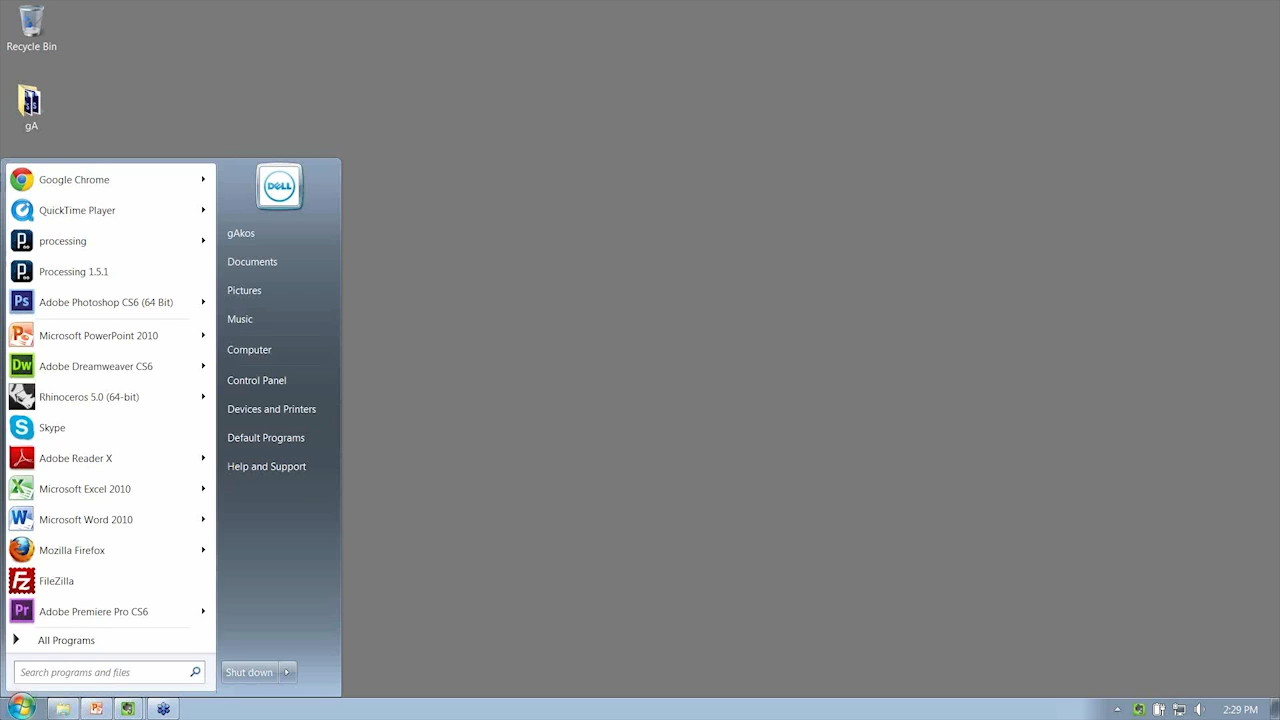 Recycle Bin
gA
Google Chrome
QuickTime Player
processing
Processing 1.5.1
Adobe Photoshop CS6 (64 Bit)
Microsoft PowerPoint 2010
Adobe Dreamweaver CS6
Rhinoceros 5.0 (64-bit)
Skype
Adobe Reader X
Microsoft Excel 2010
Microsoft Word 2010
Mozilla Firefox
FileZilla
Adobe Premiere Pro CS6
All Programs
Search programs and files
DELL
gAkos
Documents
Pictures
Music
Computer
Control Panel
Devices and Printers
Default Programs
Help and Support
Shut down
2:29 PM